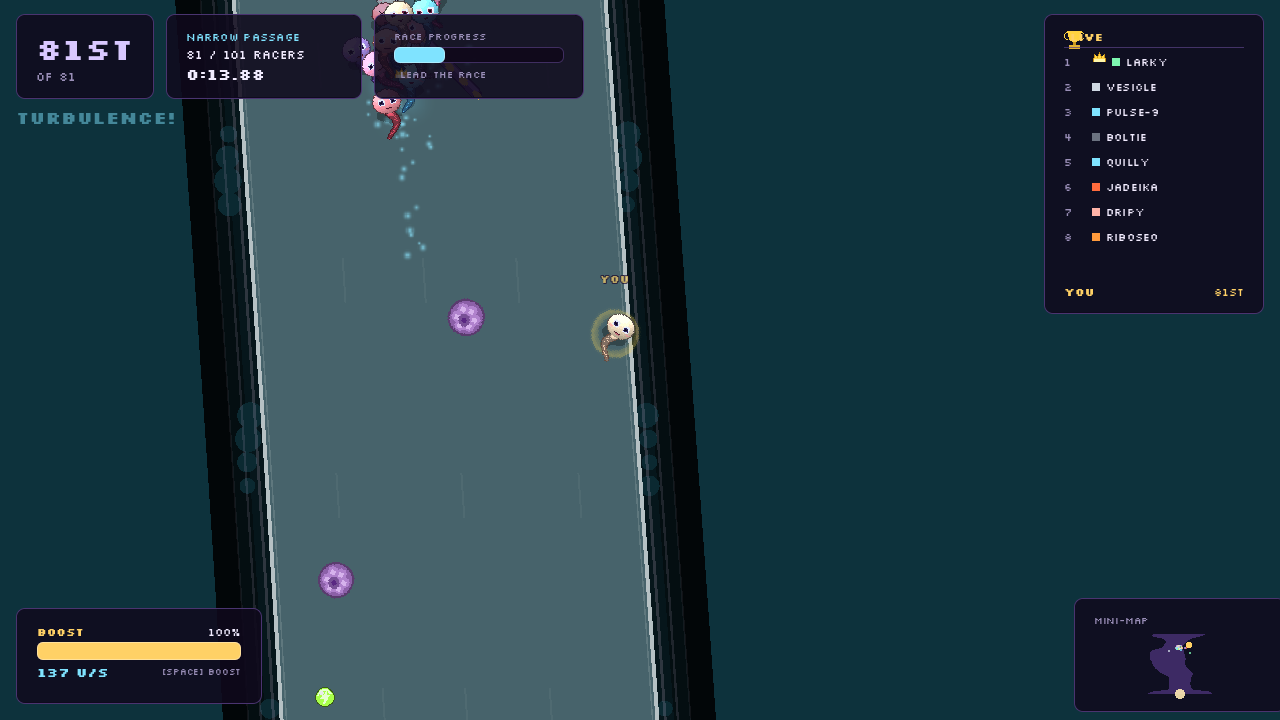 81ST
OF 81
NARROW PASSAGE
81 / 101 RACERS
0:13.88
RACE PROGRESS
LEAD THE RACE
TURBULENCE!
VE
1 LARKY
2 VESICLE
3 PULSE-9
4 BOLTIE
5 QUILLY
6 JADEIKA
7 DRIPY
8 RIBOSEO
YOU 81ST
YOU
BOOST 100%
137 U/S [SPACE] BOOST
MINI-MAP